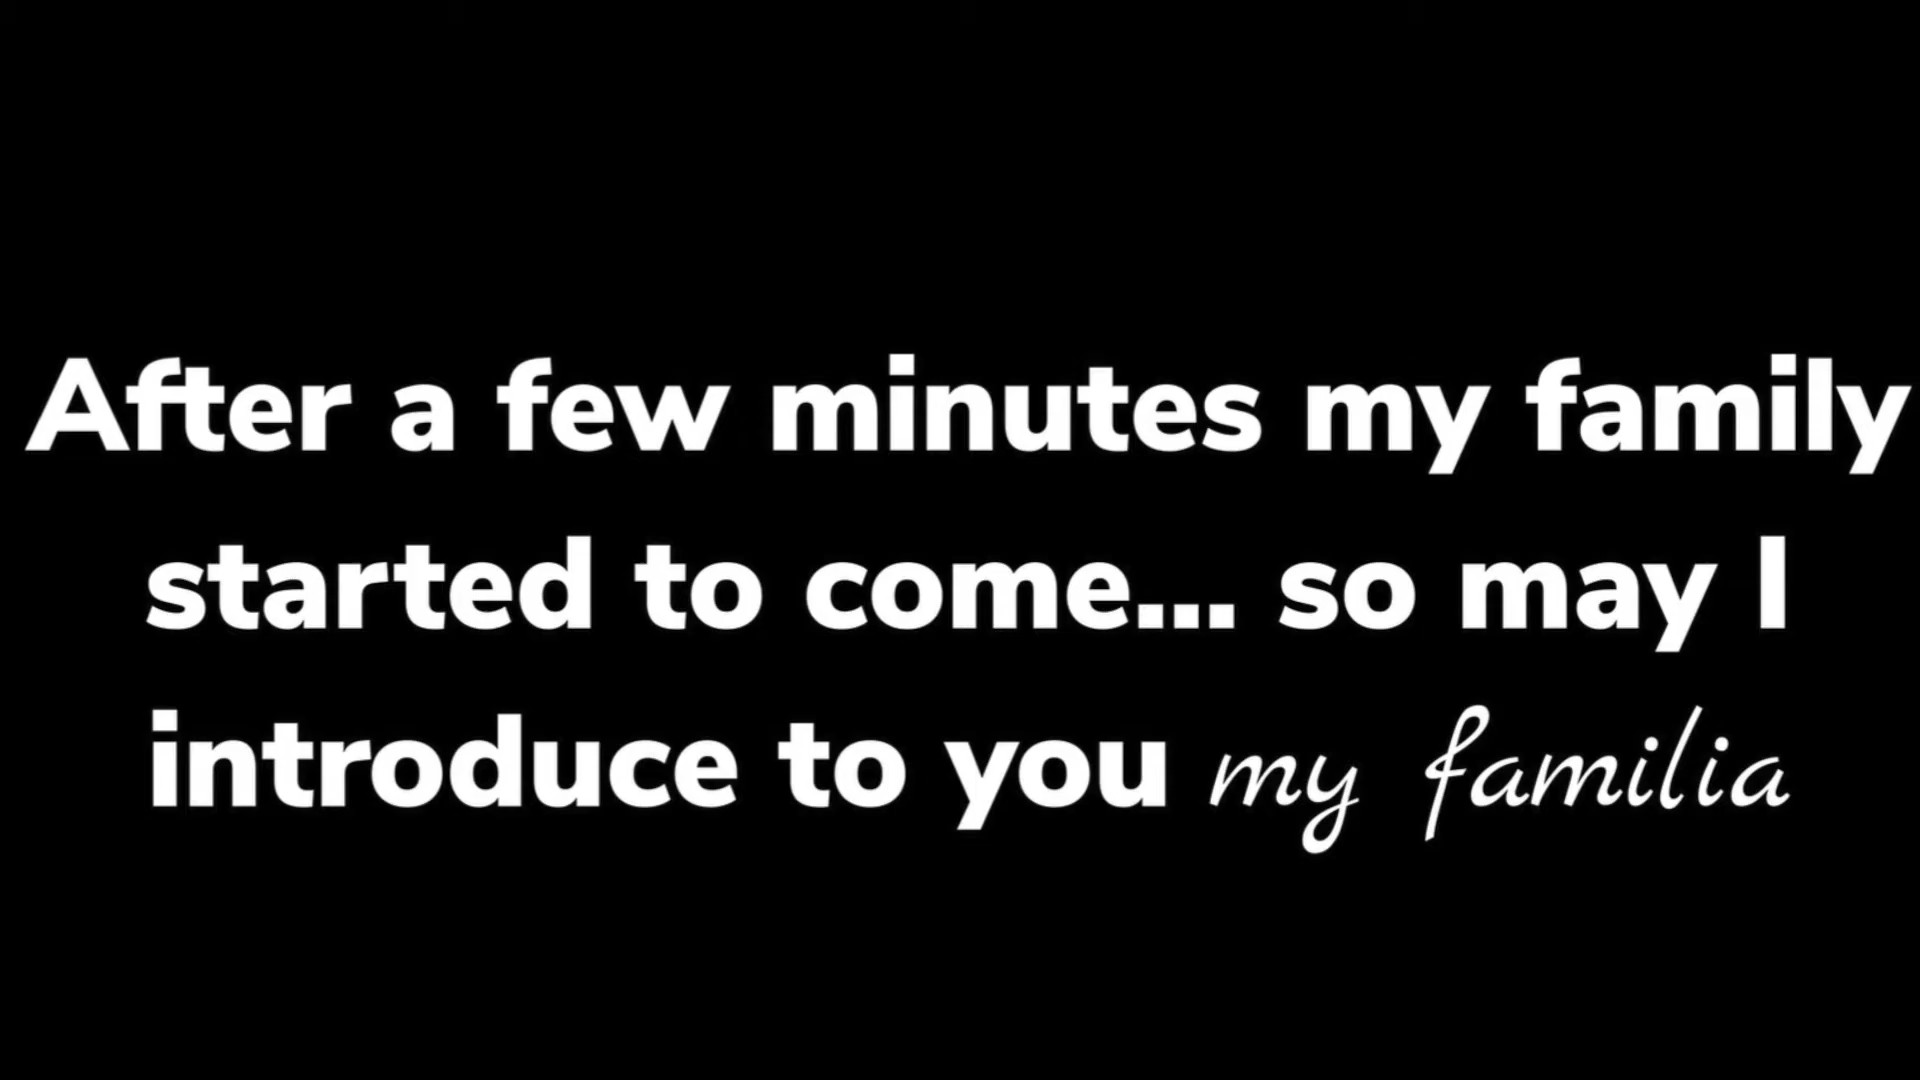 After a few minutes my family
started to come... so may I
introduce to you my familia